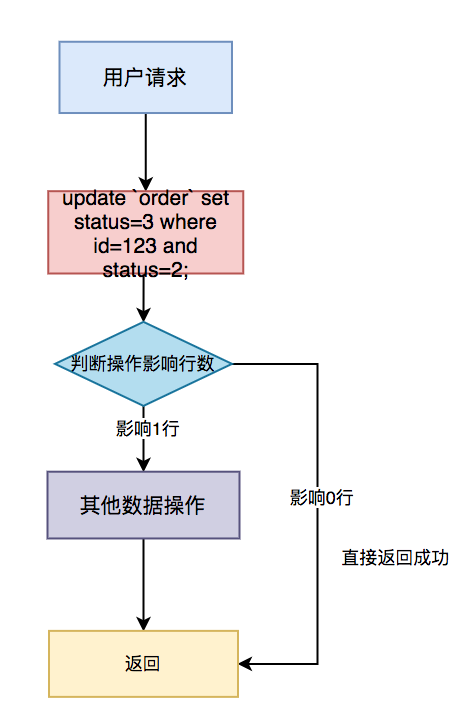 用户请求
update `order` set
status=3 where
id=123 and
status=2;
判断操作影响行数
影响1行
其他数据操作
影响0行
直接返回成功
返回